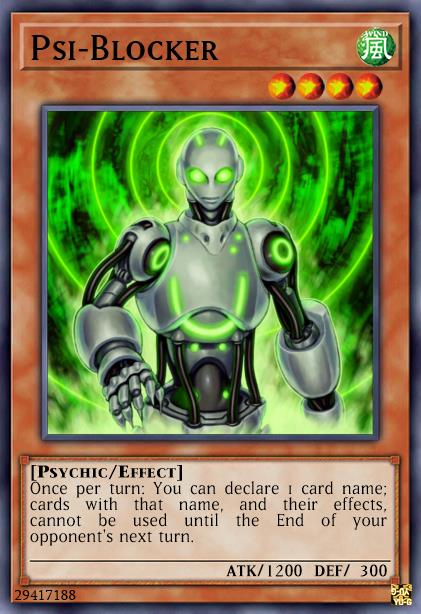 Psi-Blocker
WIND
風
[Psychic/Effect]
Once per turn: You can declare 1 card name;
cards with that name, and their effects,
cannot be used until the End of your
opponent's next turn.
ATK/1200 DEF/ 300
29417188